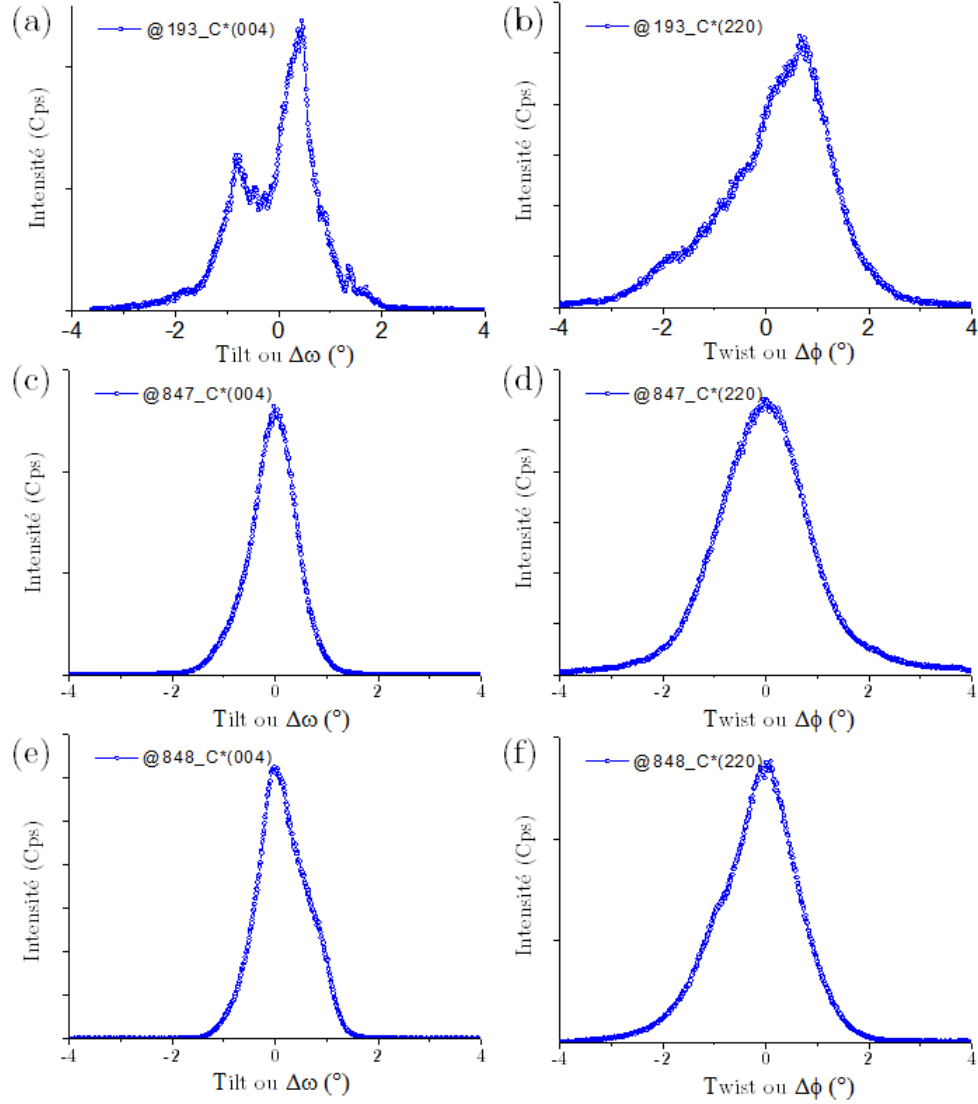 (a)
@193_C*(004)
Intensité (Cps)
-4 -2 0 2 4
Tilt ou Δω (°)
(b)
@193_C*(220)
Intensité (Cps)
-4 -2 0 2 4
Twist ou Δϕ (°)
(c)
@847_C*(004)
Intensité (Cps)
-4 -2 0 2 4
Tilt ou Δω (°)
(d)
@847_C*(220)
Intensité (Cps)
-4 -2 0 2 4
Twist ou Δϕ (°)
(e)
@848_C*(004)
Intensité (Cps)
-4 -2 0 2 4
Tilt ou Δω (°)
(f)
@848_C*(220)
Intensité (Cps)
-4 -2 0 2 4
Twist ou Δϕ (°)